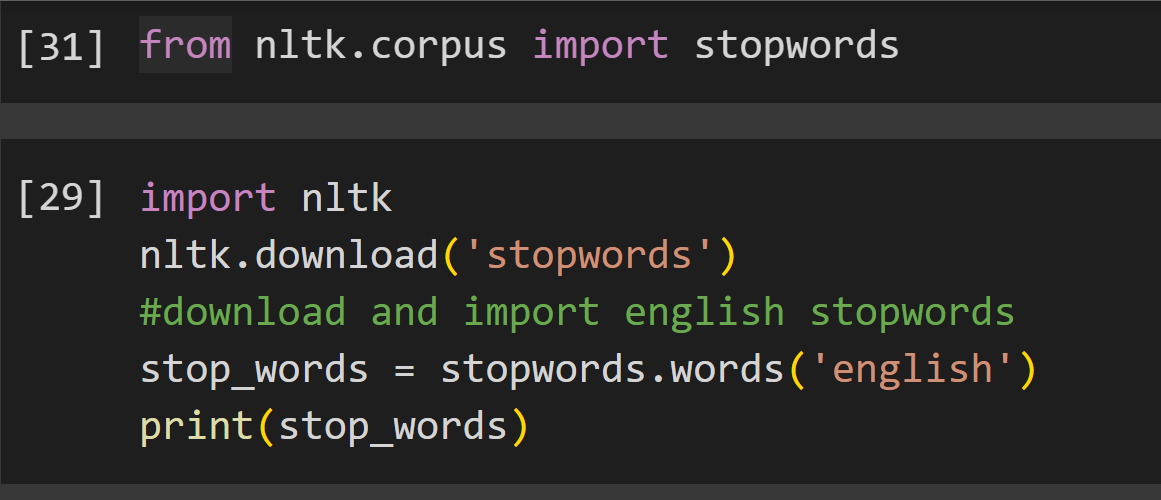 [31] from nltk.corpus import stopwords
[29] import nltk
nltk.download('stopwords')
#download and import english stopwords
stop_words = stopwords.words('english')
print(stop_words)